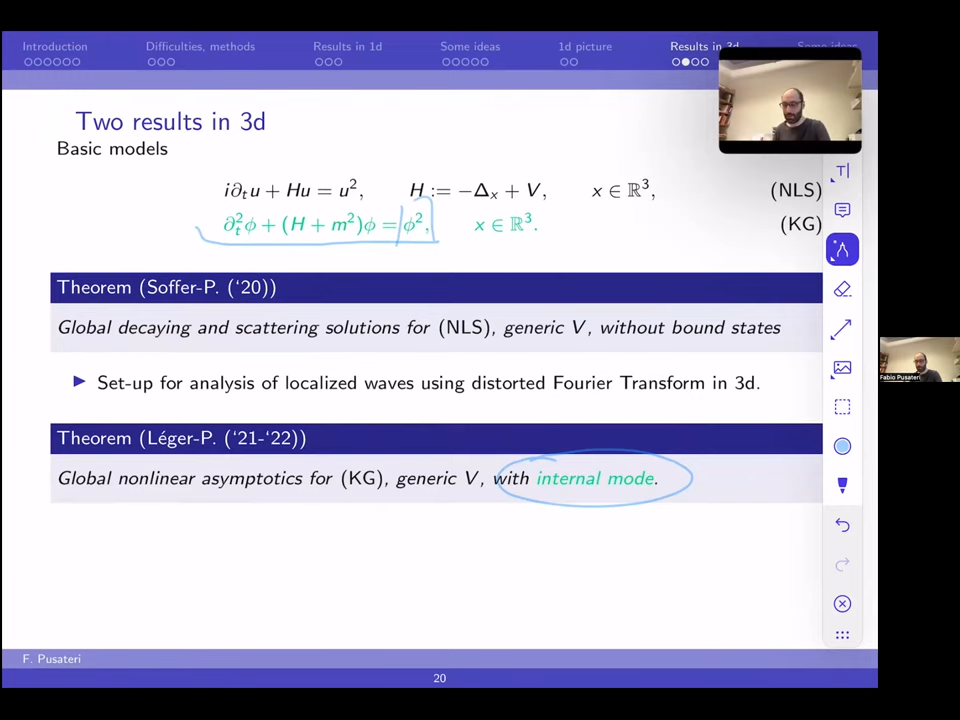 Introduction Difficulties, methods Results in 1d Some ideas 1d picture Results in 3d Some ideas
Two results in 3d
Basic models
i∂ₜu + Hu = u², H := −Δₓ + V, x ∈ ℝ³, (NLS)
∂ₜ²ϕ + (H + m²)ϕ = ϕ², x ∈ ℝ³. (KG)
Theorem (Soffer-P. (‘20))
Global decaying and scattering solutions for (NLS), generic V, without bound states
Set-up for analysis of localized waves using distorted Fourier Transform in 3d.
Theorem (Léger-P. (‘21-‘22))
Global nonlinear asymptotics for (KG), generic V, with internal mode.
Fabio Pusateri
F. Pusateri
20